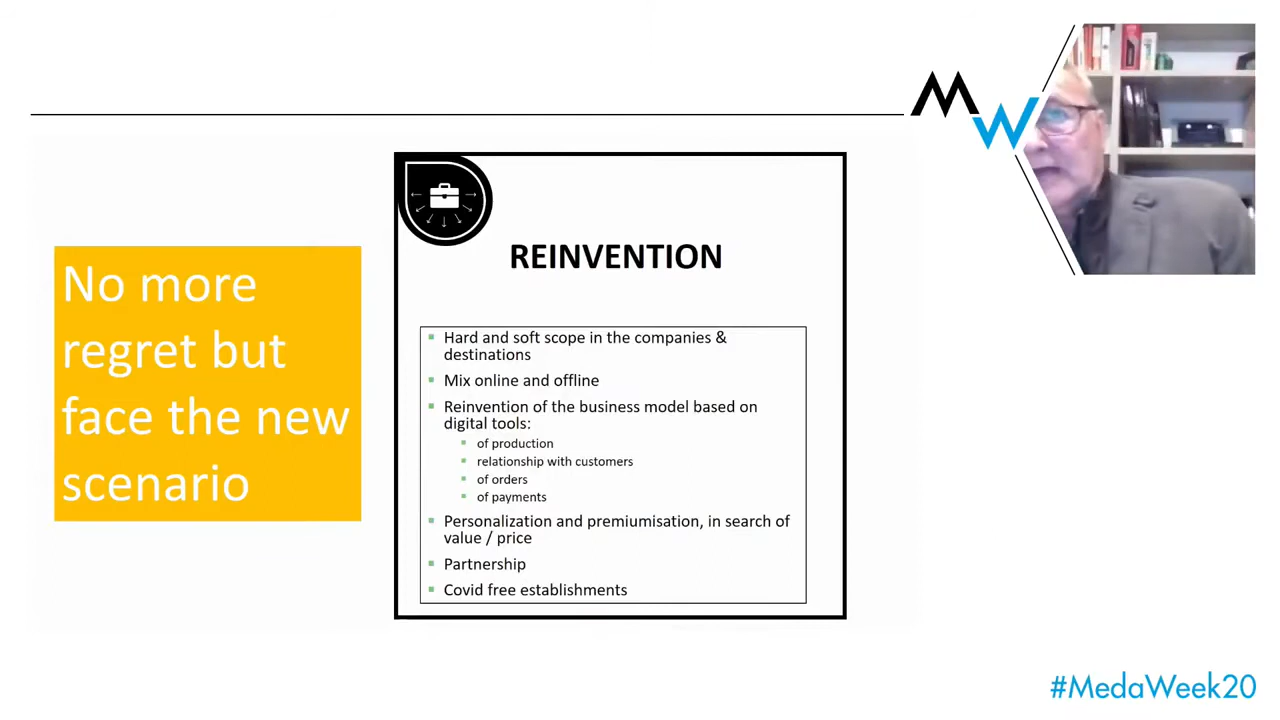 MW
No more
regret but
face the new
scenario
REINVENTION
Hard and soft scope in the companies &
destinations
Mix online and offline
Reinvention of the business model based on
digital tools:
of production
relationship with customers
of orders
of payments
Personalization and premiumisation, in search of
value / price
Partnership
Covid free establishments
#MedaWeek20